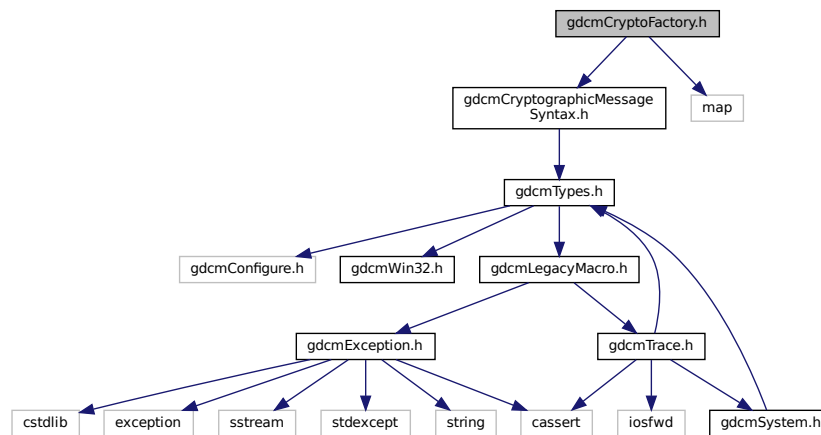 gdcmCryptoFactory.h
gdcmCryptographicMessage
Syntax.h
map
gdcmTypes.h
gdcmConfigure.h
gdcmWin32.h
gdcmLegacyMacro.h
gdcmException.h
gdcmTrace.h
cstdlib
exception
sstream
stdexcept
string
cassert
iosfwd
gdcmSystem.h